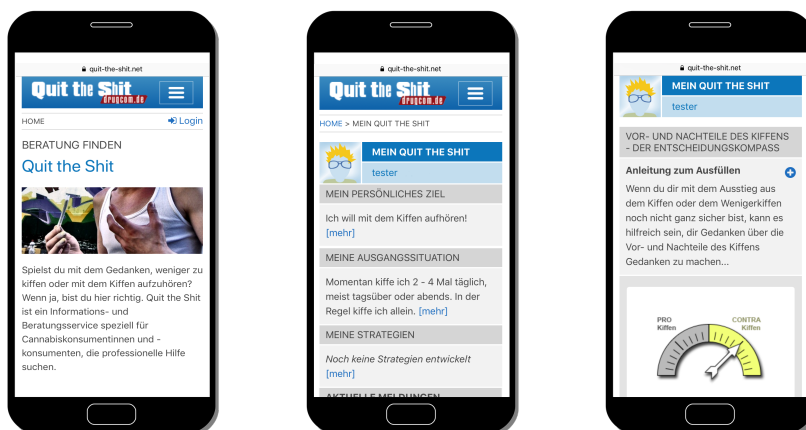 quit-the-shit.net
Quit the Shit
drugcom.de
HOME
Login
BERATUNG FINDEN
Quit the Shit
Spielst du mit dem Gedanken, weniger zu
kiffen oder mit dem Kiffen aufzuhören?
Wenn ja, bist du hier richtig. Quit the Shit
ist ein Informations- und
Beratungsservice speziell für
Cannabiskonsumentinnen und -
konsumenten, die professionelle Hilfe
suchen.
quit-the-shit.net
Quit the Shit
drugcom.de
HOME > MEIN QUIT THE SHIT
MEIN QUIT THE SHIT
tester
MEIN PERSÖNLICHES ZIEL
Ich will mit dem Kiffen aufhören!
[mehr]
MEINE AUSGANGSSITUATION
Momentan kiffe ich 2 - 4 Mal täglich,
meist tagsüber oder abends. In der
Regel kiffe ich allein. [mehr]
MEINE STRATEGIEN
Noch keine Strategien entwickelt
[mehr]
AKTUELLE MELDUNGEN
quit-the-shit.net
MEIN QUIT THE SHIT
tester
VOR- UND NACHTEILE DES KIFFENS
- DER ENTSCHEIDUNGSKOMPASS
Anleitung zum Ausfüllen
Wenn du dir mit dem Ausstieg aus
dem Kiffen oder dem Wenigerkiffen
noch nicht ganz sicher bist, kann es
hilfreich sein, dir Gedanken über die
Vor- und Nachteile des Kiffens
Gedanken zu machen...
PRO
Kiffen
CONTRA
Kiffen